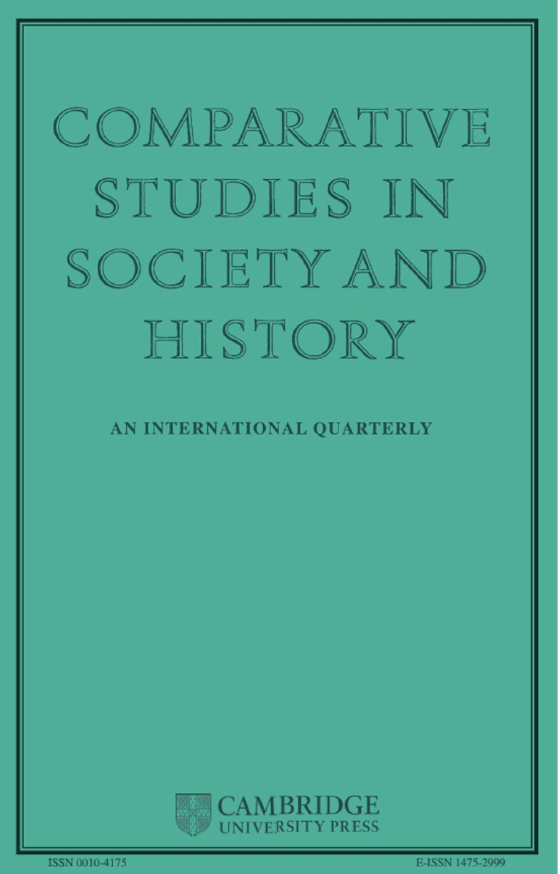 COMPARATIVE
STUDIES IN
SOCIETY AND
HISTORY
AN INTERNATIONAL QUARTERLY
CAMBRIDGE
UNIVERSITY PRESS
ISSN 0010-4175 E-ISSN 1475-2999